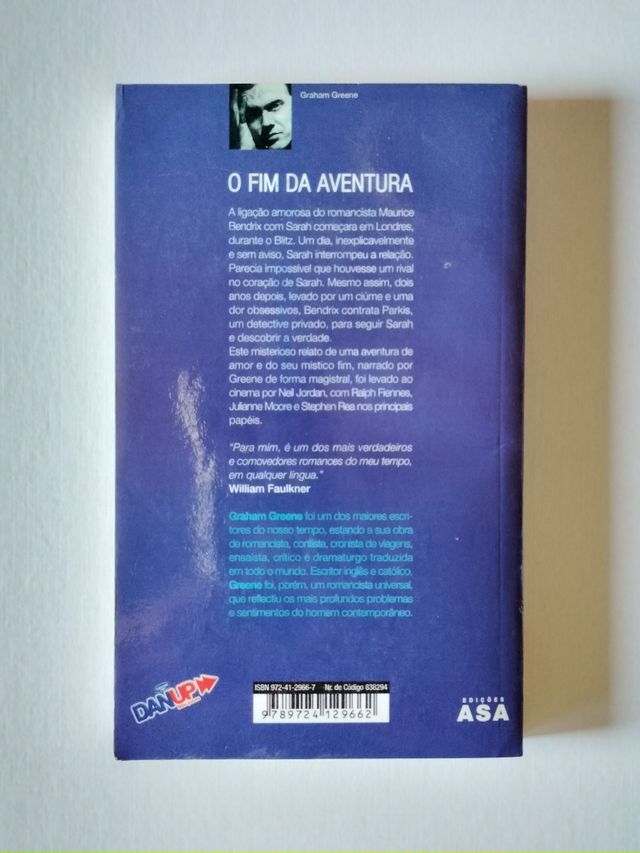 Graham Greene
O FIM DA AVENTURA
A ligação amorosa do romancista Maurice
Bendrix com Sarah começara em Londres,
durante o Blitz. Um dia, inexplicavelmente
e sem aviso, Sarah interrompeu a relação.
Parecia impossível que houvesse um rival
no coração de Sarah. Mesmo assim, dois
anos depois, levado por um ciúme e uma
dor obsessivos, Bendrix contrata Parkis,
um detective privado, para seguir Sarah
e descobrir a verdade.
Este misterioso relato de uma aventura de
amor e do seu místico fim, narrado por
Greene de forma magistral, foi levado ao
cinema por Neil Jordan, com Ralph Fiennes,
Julianne Moore e Stephen Rea nos principais
papéis.
"Para mim, é um dos mais verdadeiros
e comovedores romances do meu tempo,
em qualquer língua."
William Faulkner
Graham Greene foi um dos maiores escri-
tores do nosso tempo, estando a sua obra
de romancista, contista, cronista de viagens,
ensaísta, crítico e dramaturgo traduzida
em todo o mundo. Escritor inglês e católico,
Greene foi, porém, um romancista universal,
que reflectiu os mais profundos problemas
e sentimentos do homem contemporâneo.
ISBN 972-41-2966-7 Nr. de Código 838294
9789724129662
DAN'UP
EDIÇÕES
ASA